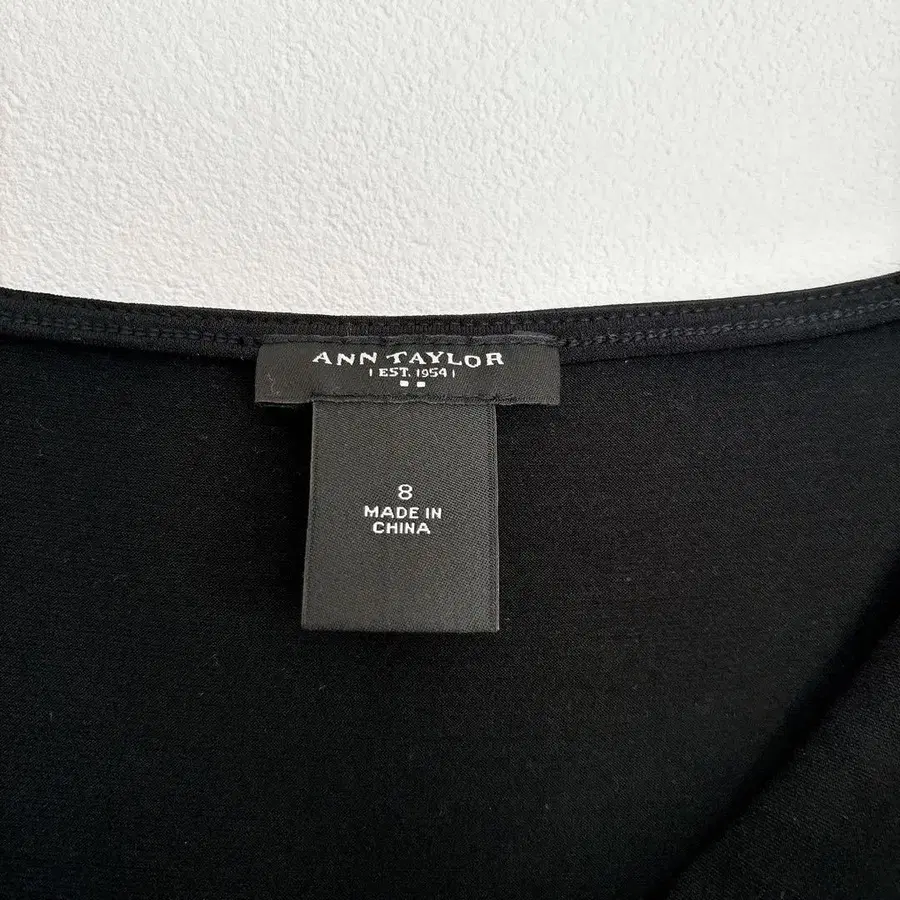 ANN TAYLOR
EST. 1954
8
MADE IN
CHINA